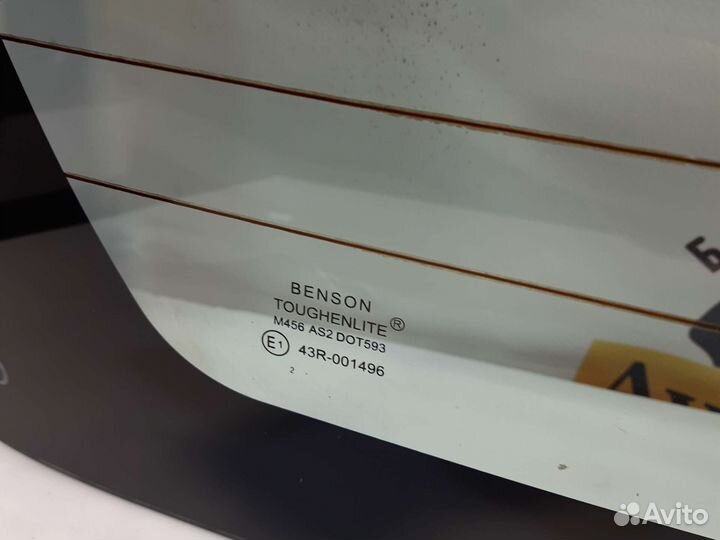 BENSON
TOUGHENLITE®
M456 AS2 DOT593
E1 43R-001496
2
Avito